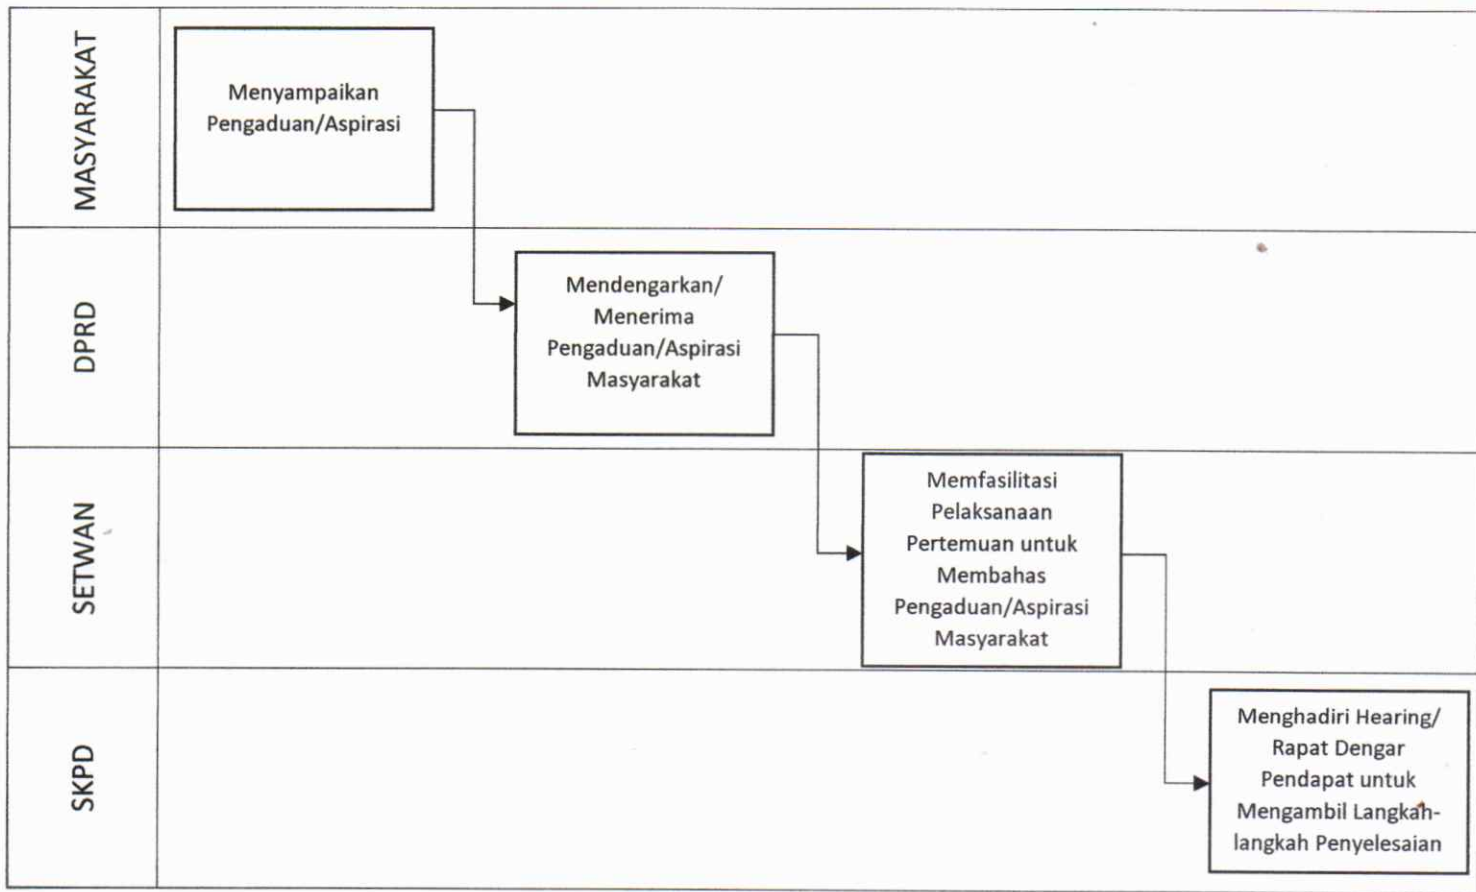 MASYARAKAT
Menyampaikan
Pengaduan/Aspirasi
DPRD
Mendengarkan/
Menerima
Pengaduan/Aspirasi
Masyarakat
SETWAN
Memfasilitasi
Pelaksanaan
Pertemuan untuk
Membahas
Pengaduan/Aspirasi
Masyarakat
SKPD
Menghadiri Hearing/
Rapat Dengar
Pendapat untuk
Mengambil Langkah-
langkah Penyelesaian